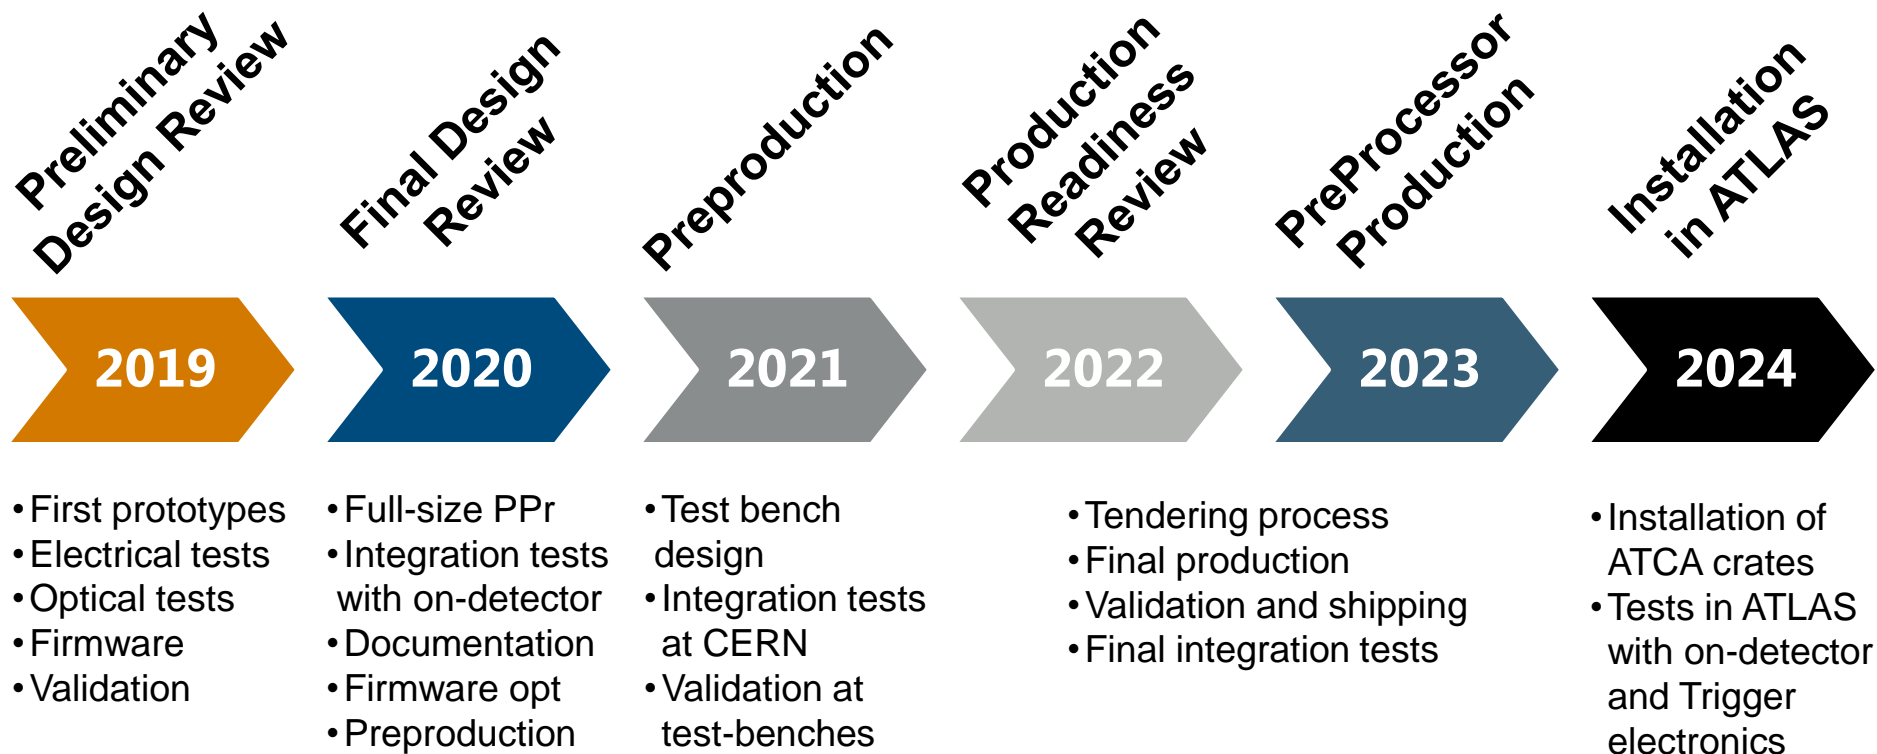 Preliminary
Design Review
Final Design
Review
Preproduction
Production
Readiness
Review
PreProcessor
Production
Installation
in ATLAS
2019
2020
2021
2022
2023
2024
•First prototypes
•Electrical tests
•Optical tests
•Firmware
•Validation
•Full-size PPr
•Integration tests
with on-detector
•Documentation
•Firmware opt
•Preproduction
•Test bench
design
•Integration tests
at CERN
•Validation at
test-benches
•Tendering process
•Final production
•Validation and shipping
•Final integration tests
•Installation of
ATCA crates
•Tests in ATLAS
with on-detector
and Trigger
electronics